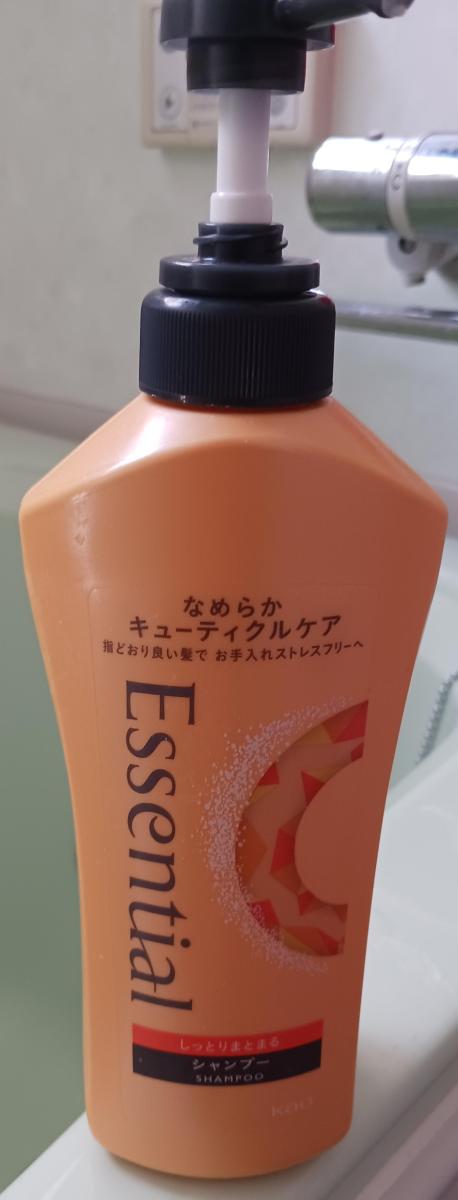 なめらか
キューティクルケア
指どおり良い髪で お手入れストレスフリーへ
Essential
しっとりまとまる
シャンプー
SHAMPOO
Kao